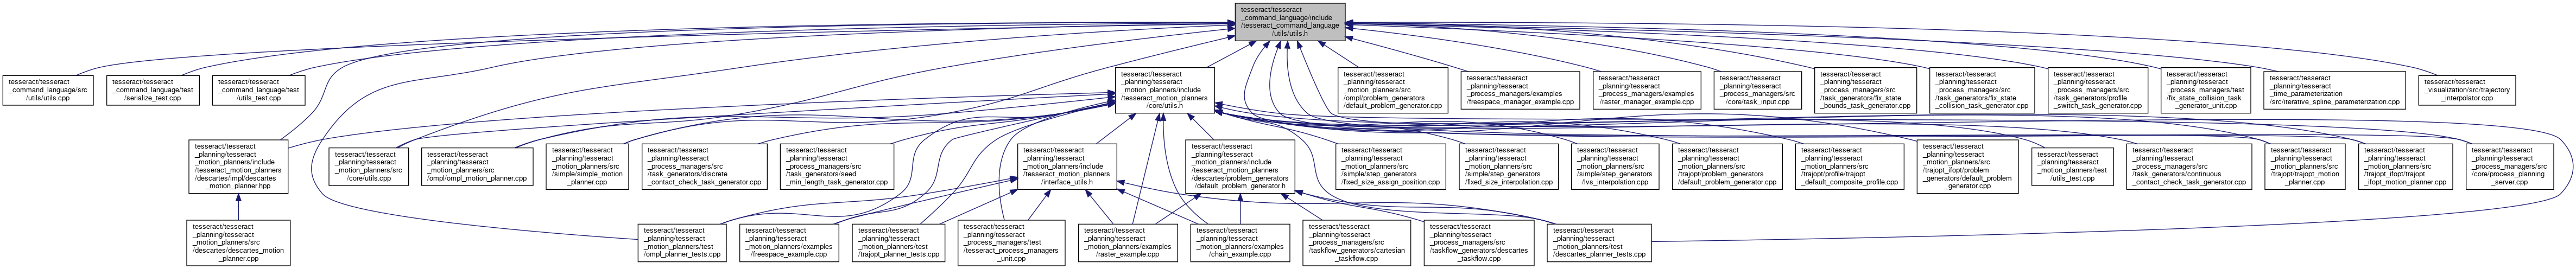 tesseract/tesseract
_command_language/include
/tesseract_command_language
/utils/utils.h
tesseract/tesseract
_command_language/src
/utils/utils.cpp
tesseract/tesseract
_command_language/test
/serialize_test.cpp
tesseract/tesseract
_command_language/test
/utils_test.cpp
tesseract/tesseract
_planning/tesseract
_motion_planners/include
/tesseract_motion_planners
/core/utils.h
tesseract/tesseract
_planning/tesseract
_motion_planners/src
/ompl/problem_generators
/default_problem_generator.cpp
tesseract/tesseract
_planning/tesseract
_process_managers/examples
/freespace_manager_example.cpp
tesseract/tesseract
_planning/tesseract
_process_managers/examples
/raster_manager_example.cpp
tesseract/tesseract
_planning/tesseract
_process_managers/src
/core/task_input.cpp
tesseract/tesseract
_planning/tesseract
_process_managers/src
/task_generators/fix_state
_bounds_task_generator.cpp
tesseract/tesseract
_planning/tesseract
_process_managers/src
/task_generators/fix_state
_collision_task_generator.cpp
tesseract/tesseract
_planning/tesseract
_process_managers/src
/task_generators/profile
_switch_task_generator.cpp
tesseract/tesseract
_planning/tesseract
_process_managers/test
/fix_state_collision_task
_generator_unit.cpp
tesseract/tesseract
_planning/tesseract
_time_parameterization
/src/iterative_spline_parameterization.cpp
tesseract/tesseract
_visualization/src/trajectory
_interpolator.cpp
tesseract/tesseract
_planning/tesseract
_motion_planners/include
/tesseract_motion_planners
/descartes/impl/descartes
_motion_planner.hpp
tesseract/tesseract
_planning/tesseract
_motion_planners/src
/core/utils.cpp
tesseract/tesseract
_planning/tesseract
_motion_planners/src
/ompl/ompl_motion_planner.cpp
tesseract/tesseract
_planning/tesseract
_motion_planners/src
/simple/simple_motion
_planner.cpp
tesseract/tesseract
_planning/tesseract
_process_managers/src
/task_generators/discrete
_contact_check_task_generator.cpp
tesseract/tesseract
_planning/tesseract
_process_managers/src
/task_generators/seed
_min_length_task_generator.cpp
tesseract/tesseract
_planning/tesseract
_motion_planners/include
/tesseract_motion_planners
/interface_utils.h
tesseract/tesseract
_planning/tesseract
_motion_planners/include
/tesseract_motion_planners
/descartes/problem_generators
/default_problem_generator.h
tesseract/tesseract
_planning/tesseract
_motion_planners/src
/simple/step_generators
/fixed_size_assign_position.cpp
tesseract/tesseract
_planning/tesseract
_motion_planners/src
/simple/step_generators
/fixed_size_interpolation.cpp
tesseract/tesseract
_planning/tesseract
_motion_planners/src
/simple/step_generators
/lvs_interpolation.cpp
tesseract/tesseract
_planning/tesseract
_motion_planners/src
/trajopt/problem_generators
/default_problem_generator.cpp
tesseract/tesseract
_planning/tesseract
_motion_planners/src
/trajopt/profile/trajopt
_default_composite_profile.cpp
tesseract/tesseract
_planning/tesseract
_motion_planners/src
/trajopt_ifopt/problem
_generators/default_problem
_generator.cpp
tesseract/tesseract
_planning/tesseract
_motion_planners/test
/utils_test.cpp
tesseract/tesseract
_planning/tesseract
_process_managers/src
/task_generators/continuous
_contact_check_task_generator.cpp
tesseract/tesseract
_planning/tesseract
_motion_planners/src
/trajopt/trajopt_motion
_planner.cpp
tesseract/tesseract
_planning/tesseract
_motion_planners/src
/trajopt_ifopt/trajopt
_ifopt_motion_planner.cpp
tesseract/tesseract
_planning/tesseract
_process_managers/src
/core/process_planning
_server.cpp
tesseract/tesseract
_planning/tesseract
_motion_planners/src
/descartes/descartes_motion
_planner.cpp
tesseract/tesseract
_planning/tesseract
_motion_planners/test
/ompl_planner_tests.cpp
tesseract/tesseract
_planning/tesseract
_motion_planners/examples
/freespace_example.cpp
tesseract/tesseract
_planning/tesseract
_motion_planners/test
/trajopt_planner_tests.cpp
tesseract/tesseract
_planning/tesseract
_process_managers/test
/tesseract_process_managers
_unit.cpp
tesseract/tesseract
_planning/tesseract
_motion_planners/examples
/raster_example.cpp
tesseract/tesseract
_planning/tesseract
_motion_planners/examples
/chain_example.cpp
tesseract/tesseract
_planning/tesseract
_process_managers/src
/taskflow_generators/cartesian
_taskflow.cpp
tesseract/tesseract
_planning/tesseract
_process_managers/src
/taskflow_generators/descartes
_taskflow.cpp
tesseract/tesseract
_planning/tesseract
_motion_planners/test
/descartes_planner_tests.cpp